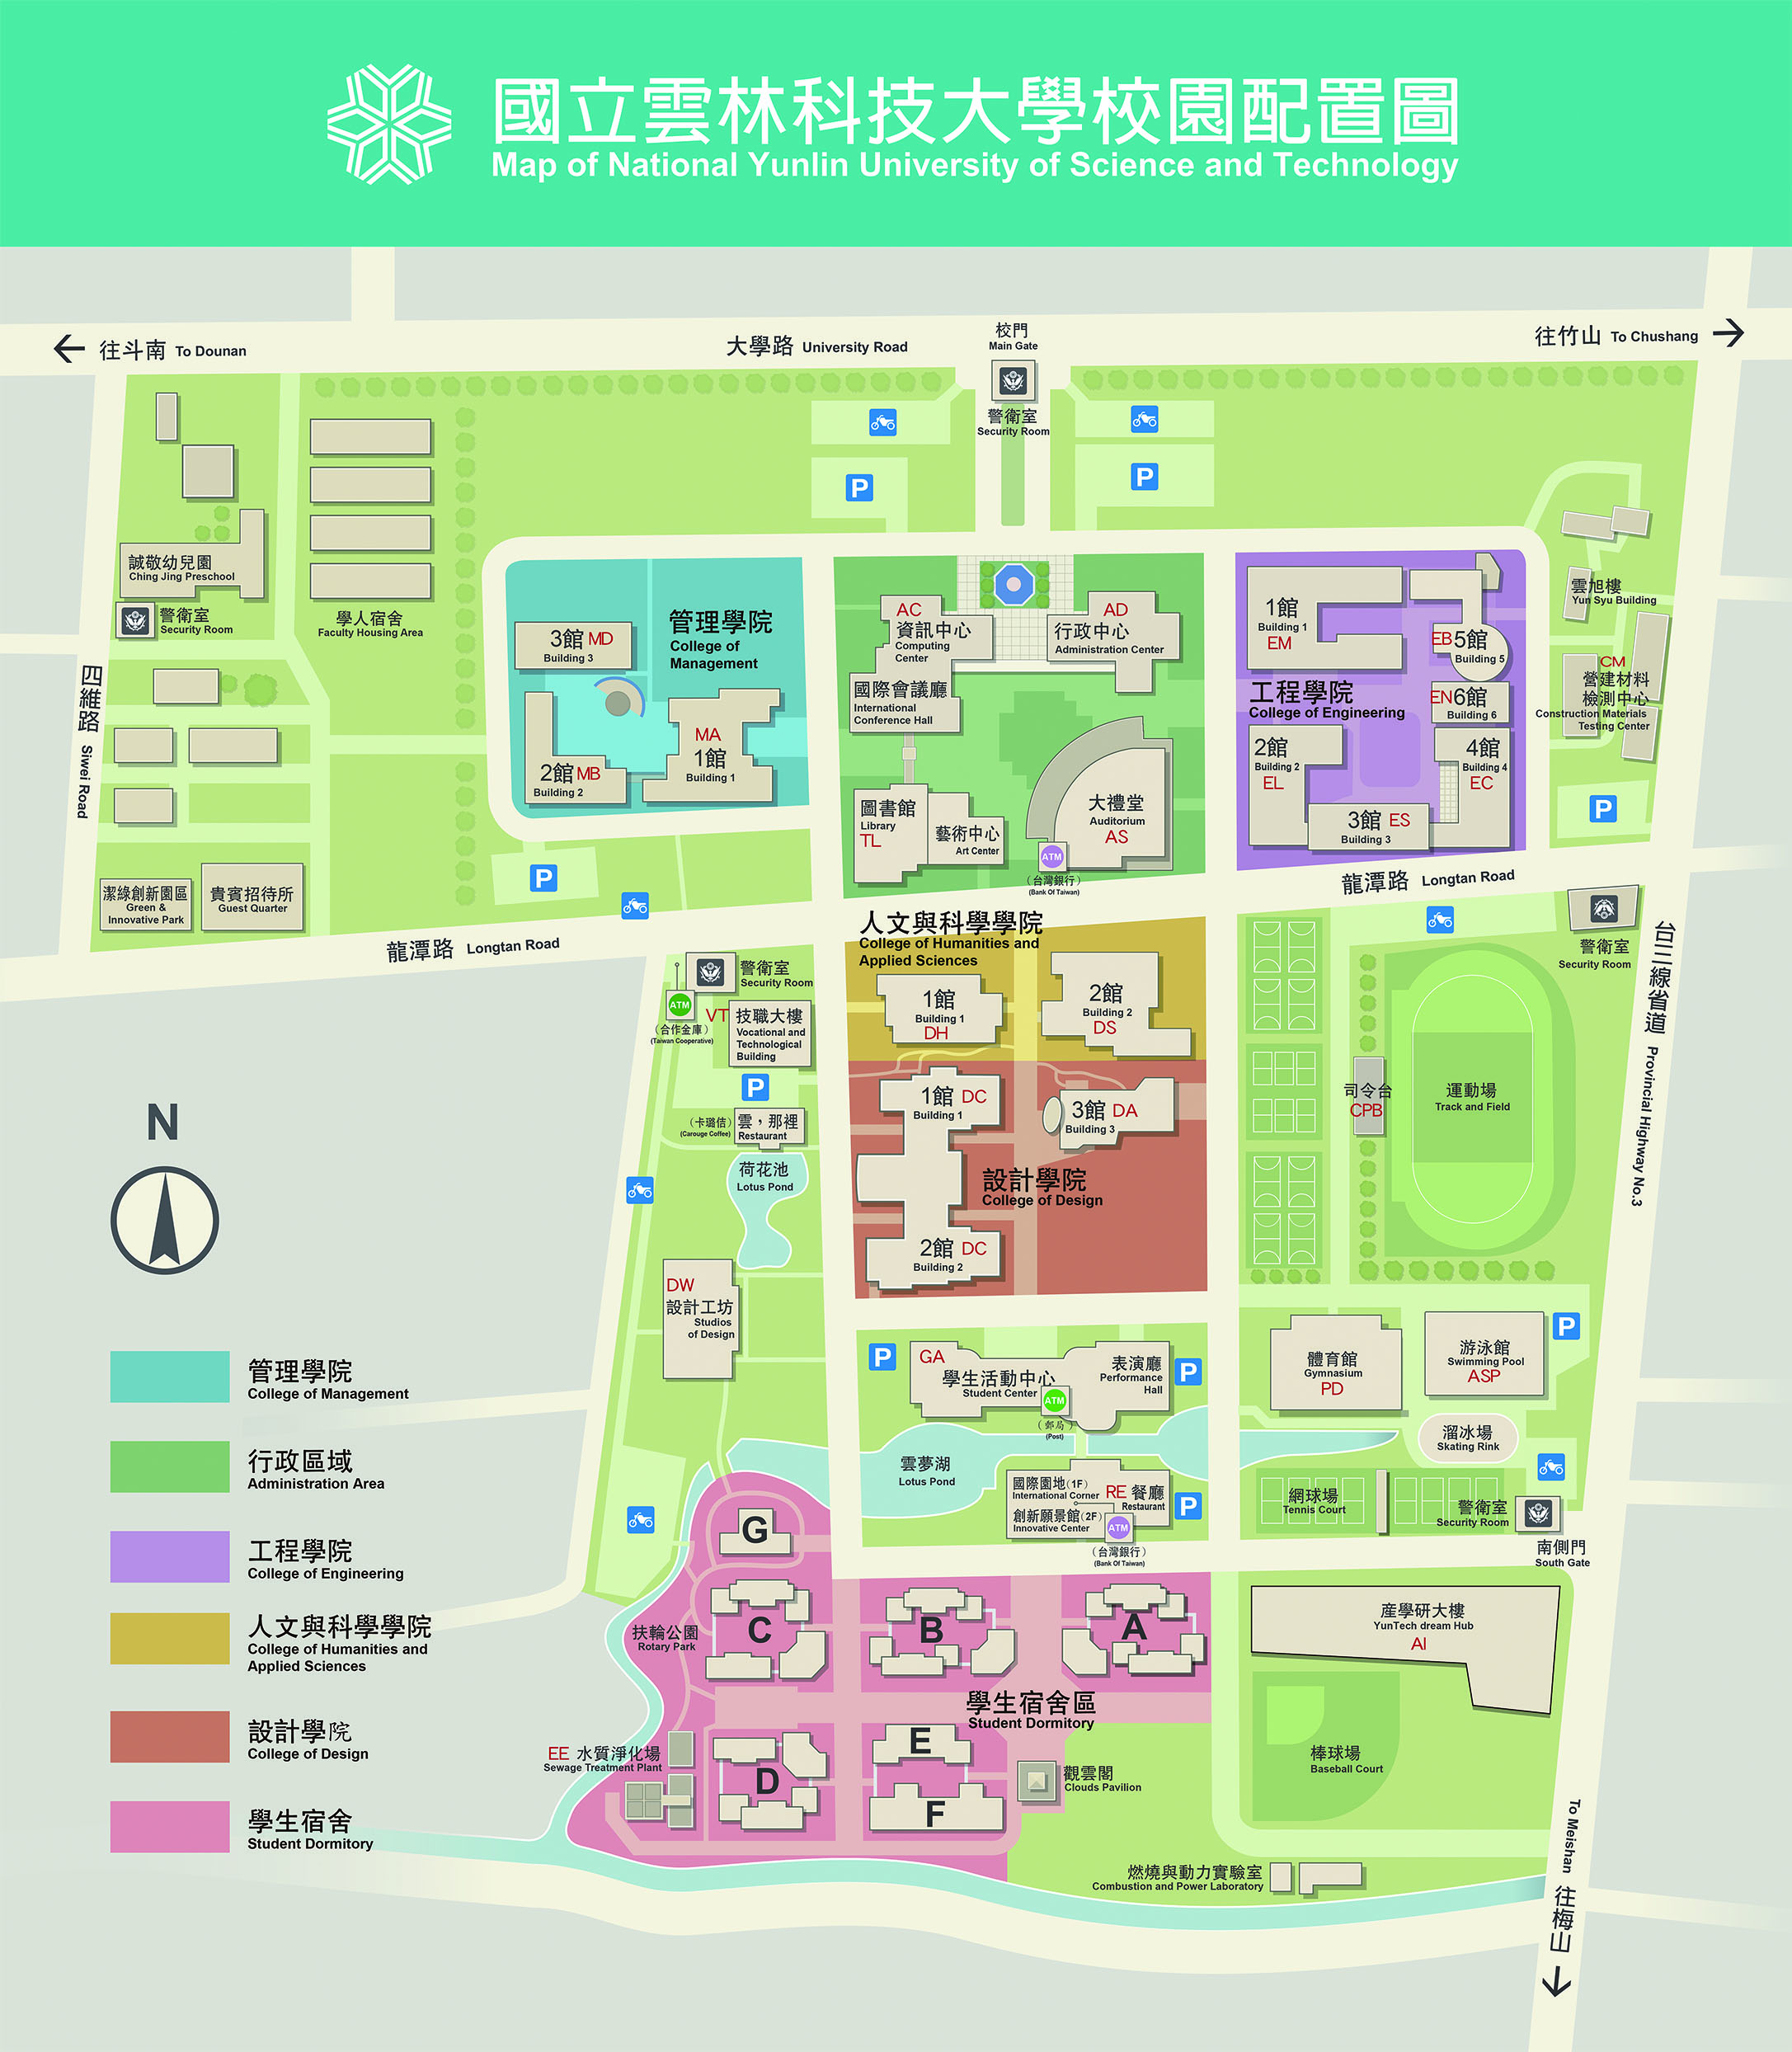 國立雲林科技大學校園配置圖
Map of National Yunlin University of Science and Technology
往斗南 To Dounan
大學路 University Road
校門
Main Gate
往竹山 To Chushang
警衛室
Security Room
誠敬幼兒園
Ching Jing Preschool
警衛室
Security Room
學人宿舍
Faculty Housing Area
四維路 Siwei Road
潔綠創新園區
Green &
Innovative Park
貴賓招待所
Guest Quarter
P
P
管理學院
College of
Management
3館 MD
Building 3
2館 MB
Building 2
MA
1館
Building 1
AC
資訊中心
Computing
Center
國際會議廳
International
Conference Hall
AD
行政中心
Administration Center
圖書館
Library
TL
藝術中心
Art Center
大禮堂
Auditorium
AS
ATM
(台灣銀行)
(Bank Of Taiwan)
1館
Building 1
EM
EB 5館
Building 5
工程學院
College of Engineering
EN 6館
Building 6
2館
Building 2
EL
4館
Building 4
EC
3館 ES
Building 3
雲旭樓
Yun Syu Building
CM
營建材料
檢測中心
Construction Materials
Testing Center
P
P
龍潭路 Longtan Road
龍潭路 Longtan Road
警衛室
Security Room
台三線省道 Provincial Highway No.3
警衛室
Security Room
ATM
(合作金庫)
(Taiwan Cooperative)
VT
技職大樓
Vocational and
Technological
Building
P
(卡璐佶)
(Carouge Coffee)
雲，那裡
Restaurant
荷花池
Lotus Pond
DW
設計工坊
Studios
of Design
人文與科學學院
College of Humanities and
Applied Sciences
1館
Building 1
DH
2館
Building 2
DS
1館 DC
Building 1
3館 DA
Building 3
設計學院
College of Design
2館 DC
Building 2
司令台
CPB
運動場
Track and Field
N
P
GA
學生活動中心
Student Center
表演廳
Performance
Hall
P
ATM
(郵局)
(Post)
體育館
Gymnasium
PD
游泳館
Swimming Pool
ASP
P
溜冰場
Skating Rink
雲夢湖
Lotus Pond
國際園地(1F)
International Corner
創新願景館(2F)
Innovative Center
RE 餐廳
Restaurant
P
ATM
(台灣銀行)
(Bank Of Taiwan)
網球場
Tennis Court
警衛室
Security Room
南側門
South Gate
管理學院
College of Management
行政區域
Administration Area
工程學院
College of Engineering
人文與科學學院
College of Humanities and
Applied Sciences
設計學院
College of Design
學生宿舍
Student Dormitory
G
C
B
A
扶輪公園
Rotary Park
學生宿舍區
Student Dormitory
EE 水質淨化場
Sewage Treatment Plant
D
E
F
觀雲閣
Clouds Pavilion
產學研大樓
YunTech dream Hub
AI
棒球場
Baseball Court
燃燒與動力實驗室
Combustion and Power Laboratory
To Meishan 往梅山